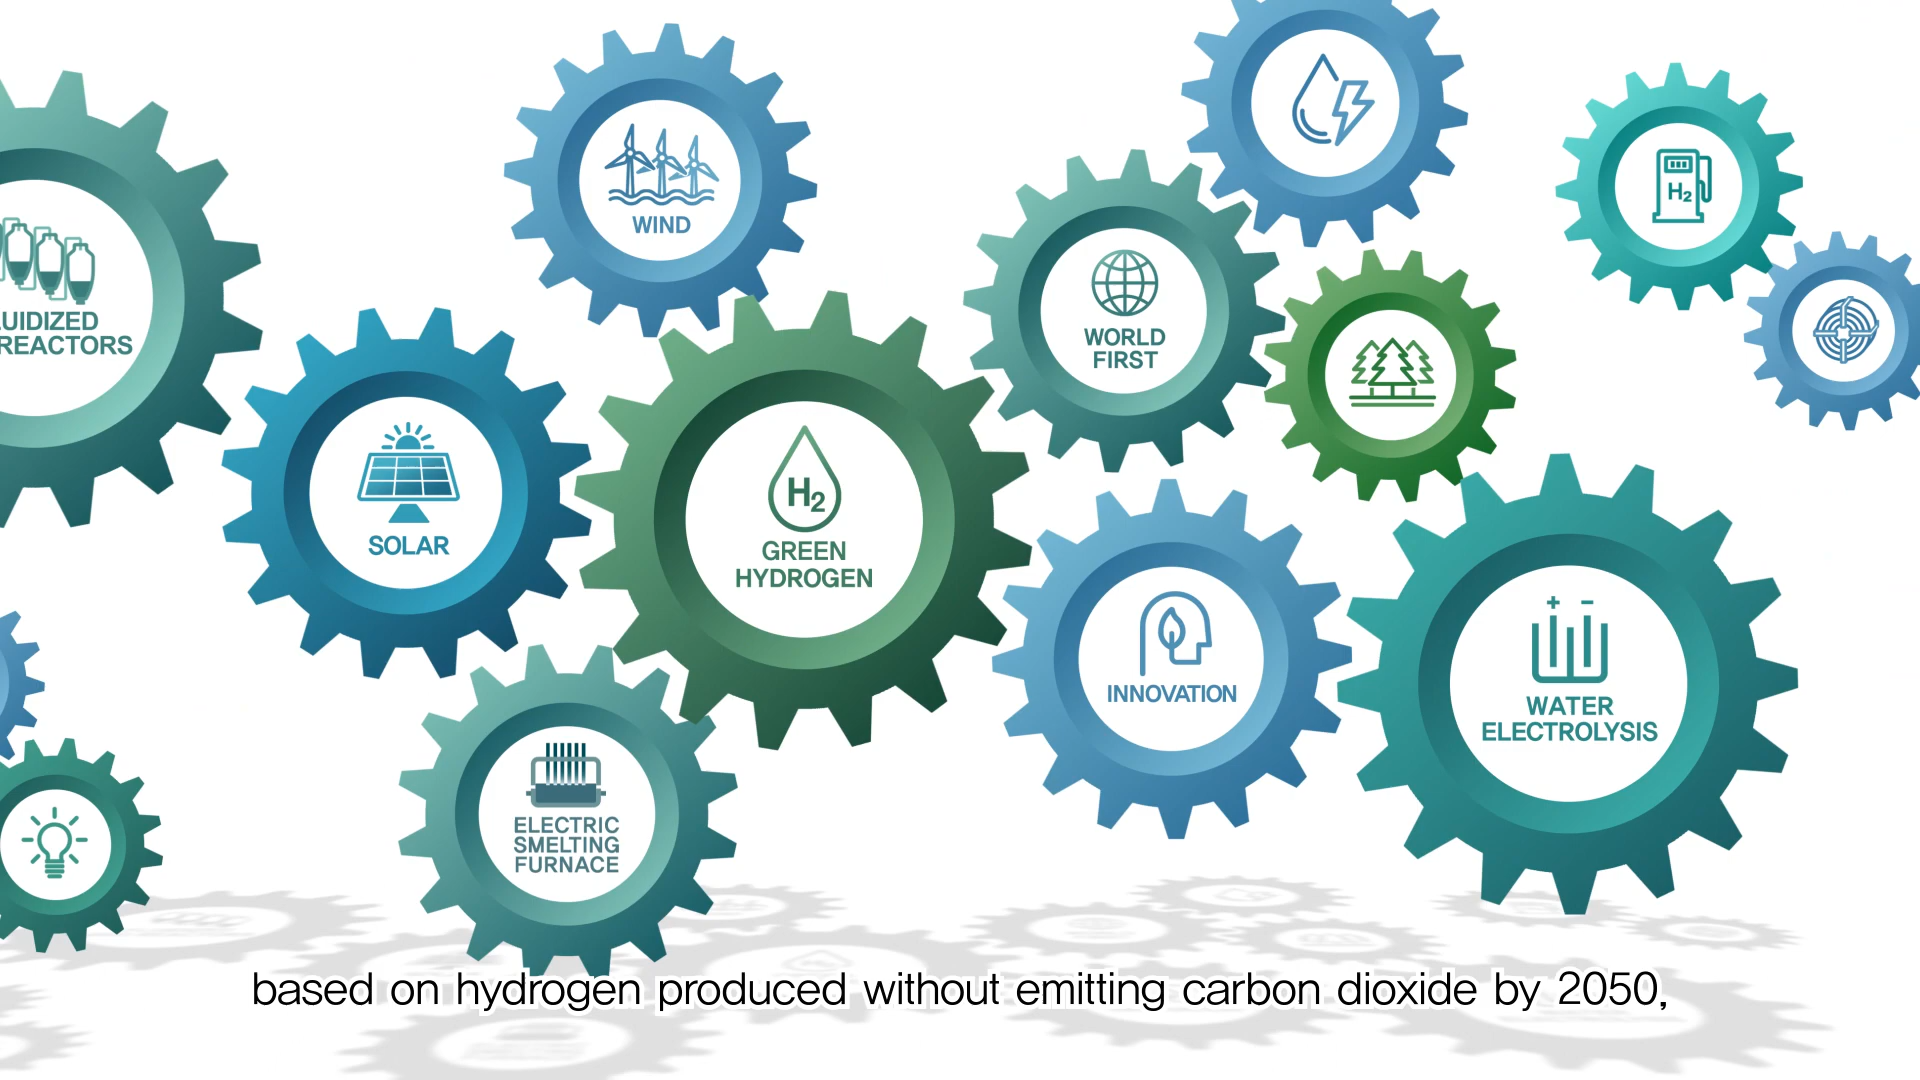 WIND
H₂
UIDIZED
REACTORS
WORLD
FIRST
SOLAR
H₂
GREEN
HYDROGEN
INNOVATION
+ -
WATER
ELECTROLYSIS
ELECTRIC
SMELTING
FURNACE
based on hydrogen produced without emitting carbon dioxide by 2050,